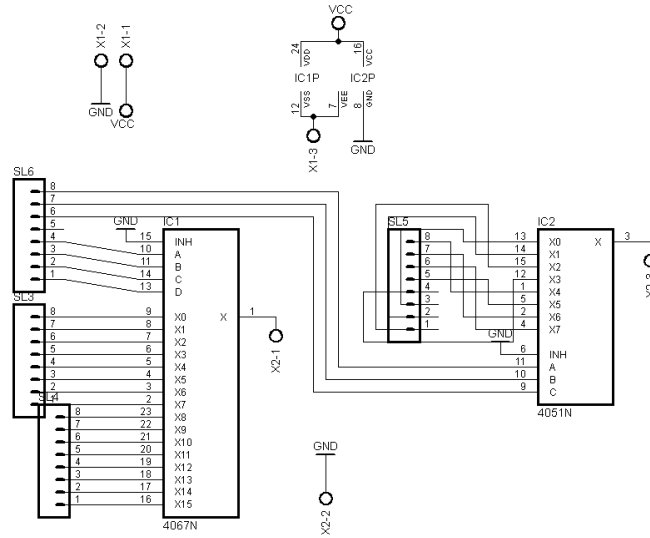 VCC
X1-2
X1-1
GND
VCC
24
VDD
16
VCC
IC1P
IC2P
12
VSS
7
VEE
8
GND
X1-3
GND
SL6
8
7
6
5
4
3
2
1
GND
IC1
15 INH
10 A
11 B
14 C
13 D
9 X0
8 X1
7 X2
6 X3
5 X4
4 X5
3 X6
2 X7
23 X8
22 X9
21 X10
20 X11
19 X12
18 X13
17 X14
16 X15
X 1
X2-1
4067N
SL3
8
7
6
5
4
3
2
1
SL4
8
7
6
5
4
3
2
1
GND
X2-2
SL5
8
7
6
5
4
3
2
1
GND
IC2
13 X0
14 X1
15 X2
12 X3
1 X4
5 X5
2 X6
4 X7
6 INH
11 A
10 B
9 C
X 3
4051N